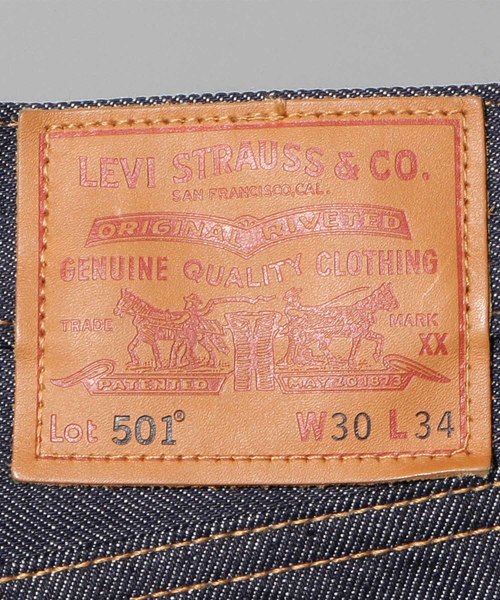 LEVI STRAUSS & CO.
SAN FRANCISCO, CAL.
ORIGINAL RIVETED
GENUINE QUALITY CLOTHING
TRADE MARK
XX
PATENTED MAY 20 1873
Lot 501® W30 L34